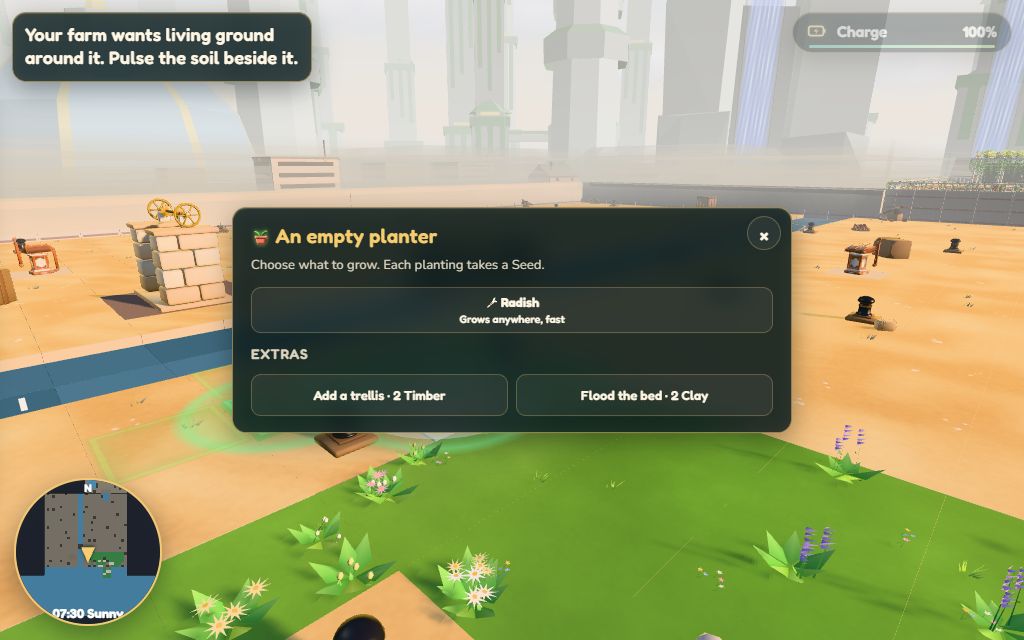 Your farm wants living ground
around it. Pulse the soil beside it.
Charge 100%
An empty planter
Choose what to grow. Each planting takes a Seed.
Radish
Grows anywhere, fast
EXTRAS
Add a trellis · 2 Timber
Flood the bed · 2 Clay
N
07:30 Sunny